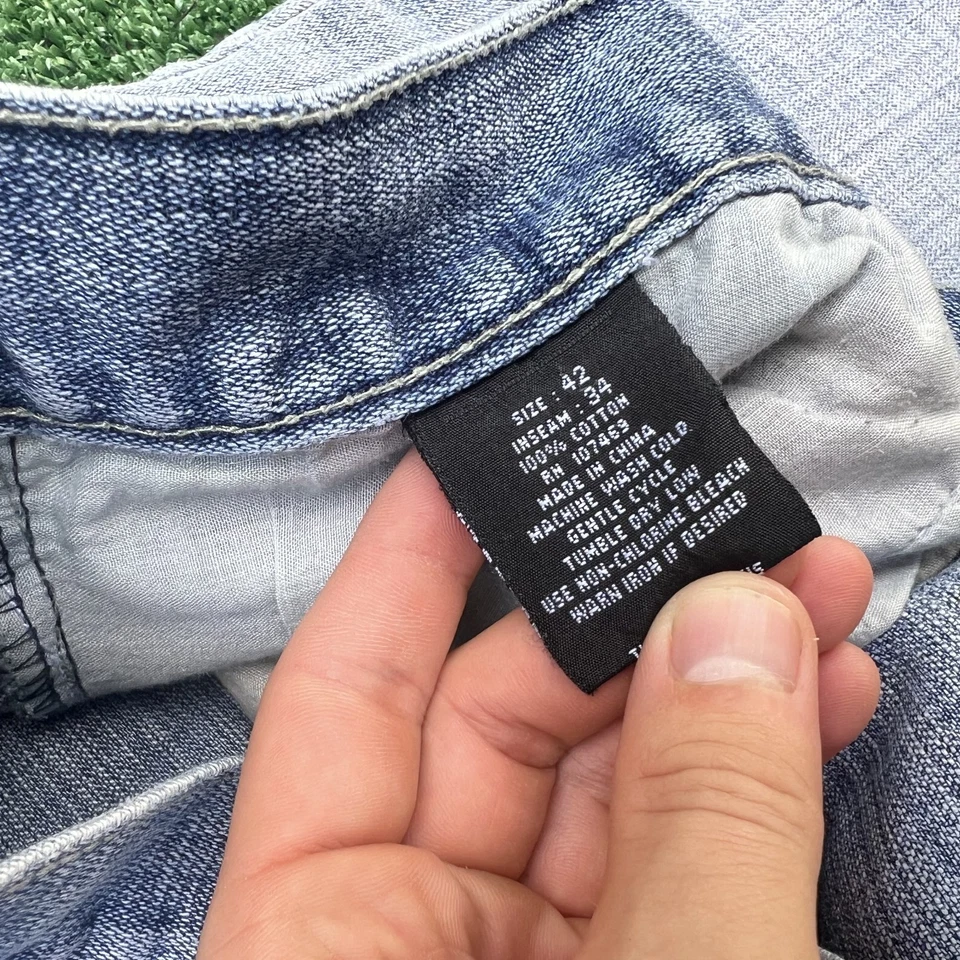 SIZE : 42
INSEAM : 34
100% COTTON
RN 107469
MADE IN CHINA
MACHINE WASH COLD
GENTLE CYCLE
TUMBLE DRY LOW
USE NON-CHLORINE BLEACH
WARM IRON IF DESIRED